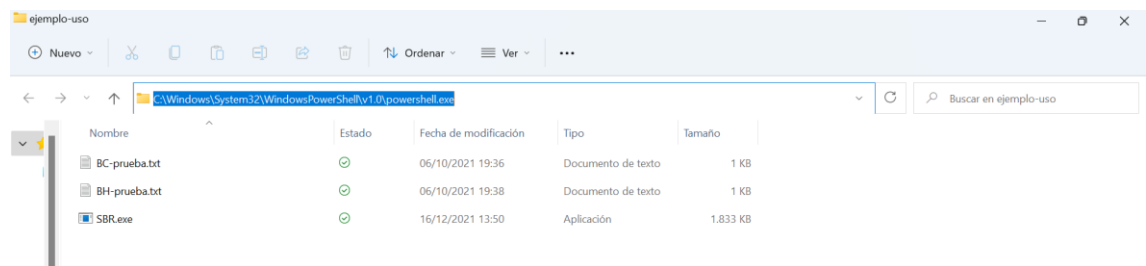 ejemplo-uso
Nuevo Ordenar Ver
C:\Windows\System32\WindowsPowerShell\v1.0\powershell.exe Buscar en ejemplo-uso
Nombre Estado Fecha de modificación Tipo Tamaño
BC-prueba.txt 06/10/2021 19:36 Documento de texto 1 KB
BH-prueba.txt 06/10/2021 19:38 Documento de texto 1 KB
SBR.exe 16/12/2021 13:50 Aplicación 1.833 KB